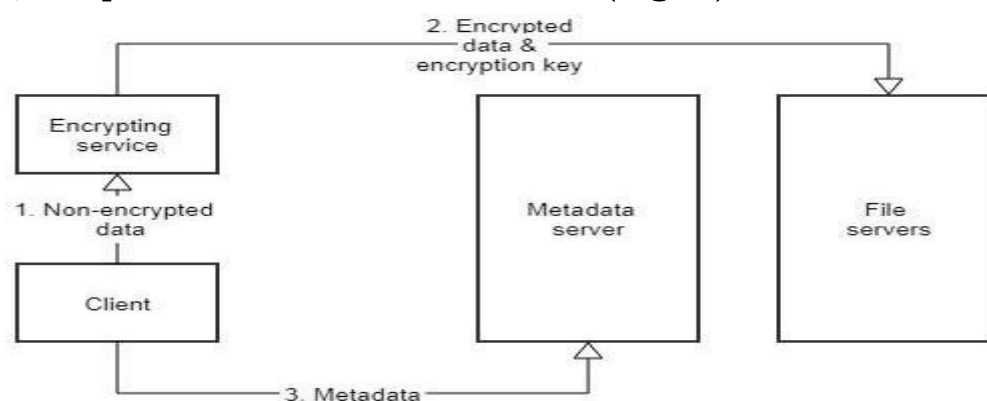 2. Encrypted
data &
encryption key
Encrypting
service
1. Non-encrypted
data
Metadata
server
File
servers
Client
3. Metadata